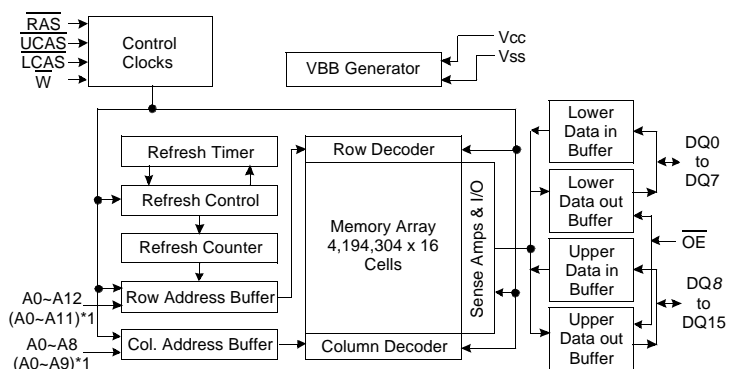 RAS
UCAS
LCAS
W
Control
Clocks
VBB Generator
Vcc
Vss
Refresh Timer
Refresh Control
Refresh Counter
Row Address Buffer
Col. Address Buffer
A0~A12
(A0~A11)*1
A0~A8
(A0~A9)*1
Row Decoder
Memory Array
4,194,304 x 16
Cells
Column Decoder
Sense Amps & I/O
Lower
Data in
Buffer
Lower
Data out
Buffer
Upper
Data in
Buffer
Upper
Data out
Buffer
DQ0
to
DQ7
OE
DQ8
to
DQ15